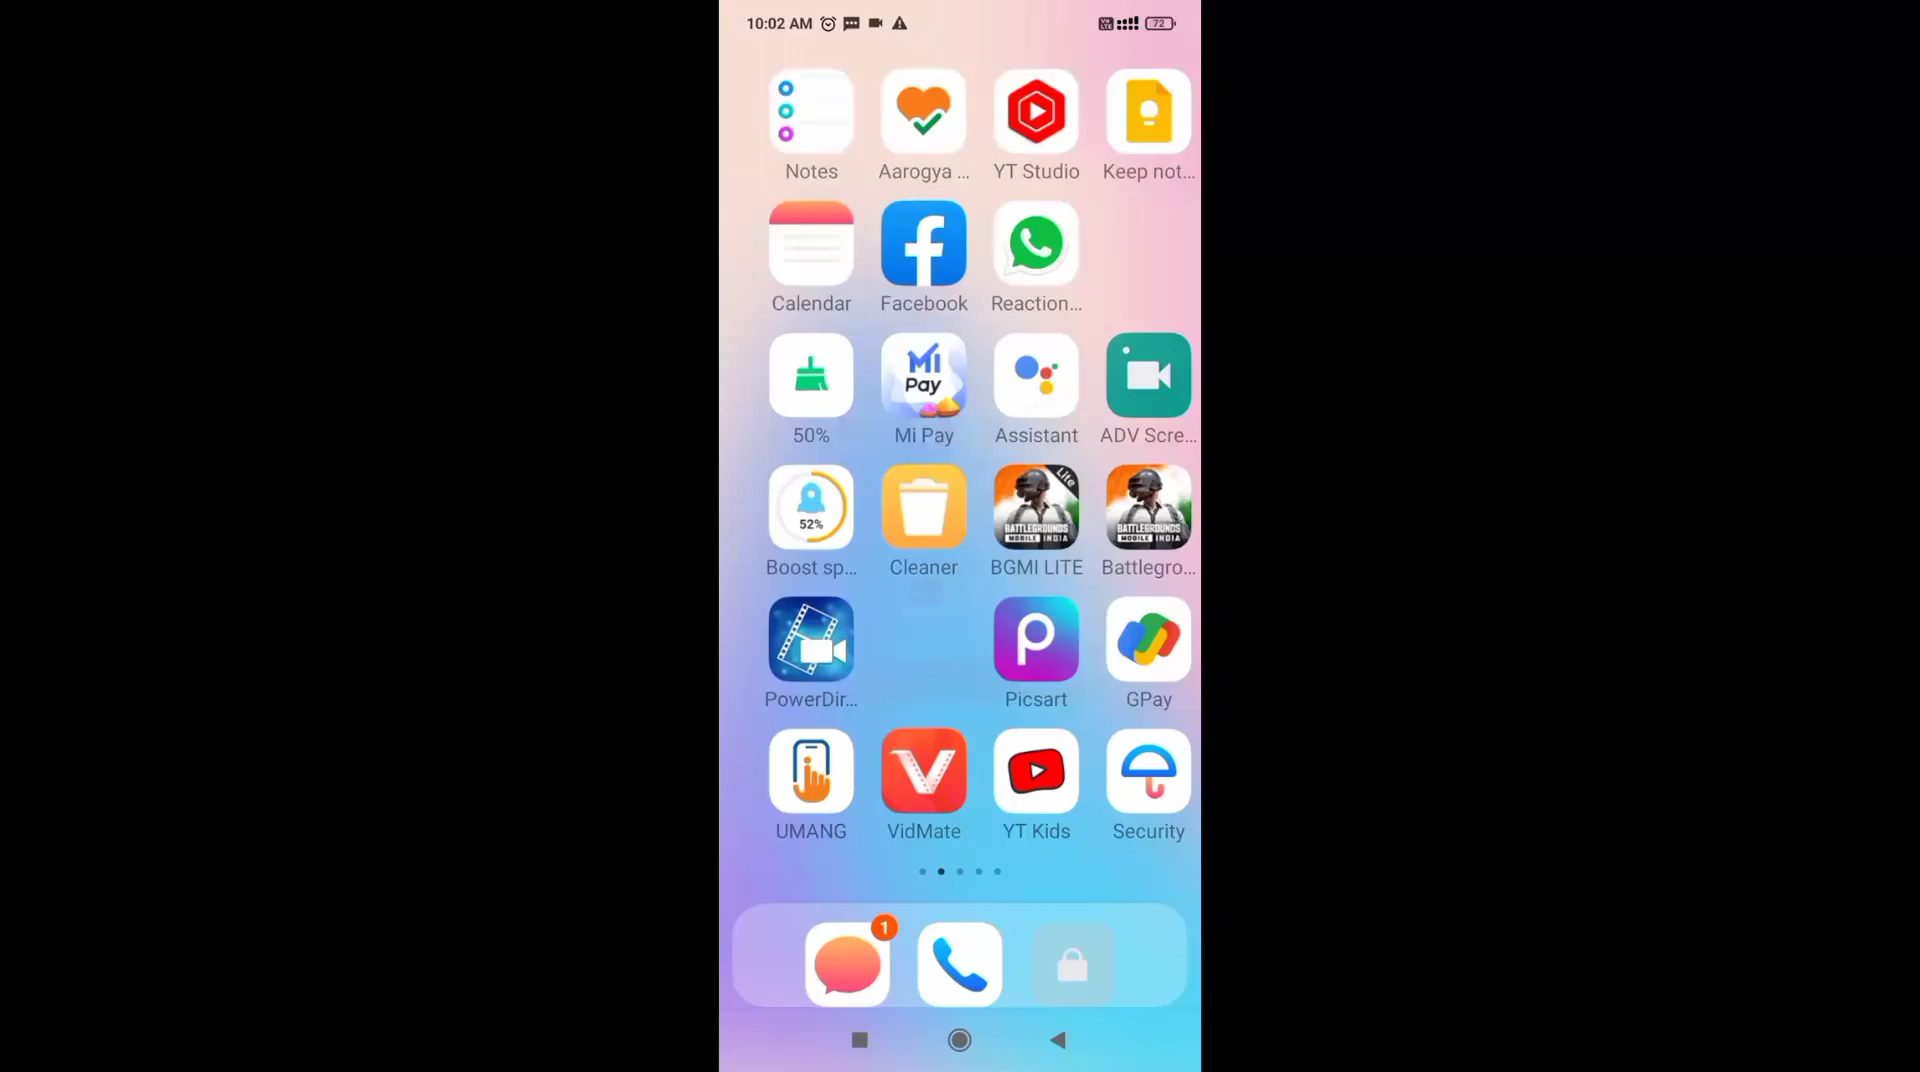 10:02 AM
Vo LTE
72
Notes
Aarogya ...
YT Studio
Keep not...
Calendar
Facebook
Reaction...
Mi
Pay
50%
Mi Pay
Assistant
ADV Scre...
52%
Lite
BATTLEGROUNDS
MOBILE INDIA
BATTLEGROUNDS
MOBILE INDIA
Boost sp...
Cleaner
BGMI LITE
Battlegro...
PowerDir...
Picsart
GPay
UMANG
VidMate
YT Kids
Security
1